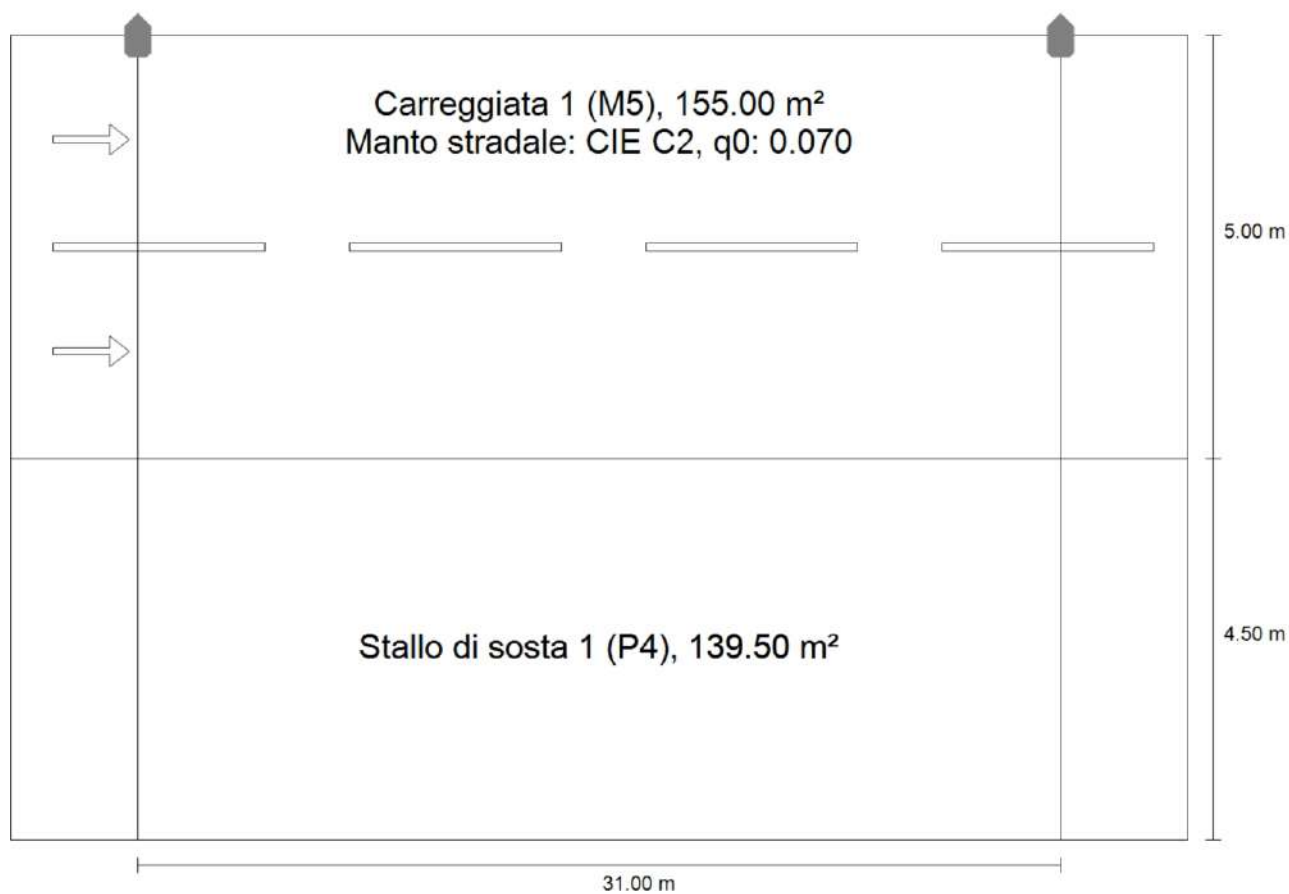 Carreggiata 1 (M5), 155.00 m²
Manto stradale: CIE C2, q0: 0.070
5.00 m
Stallo di sosta 1 (P4), 139.50 m²
4.50 m
31.00 m